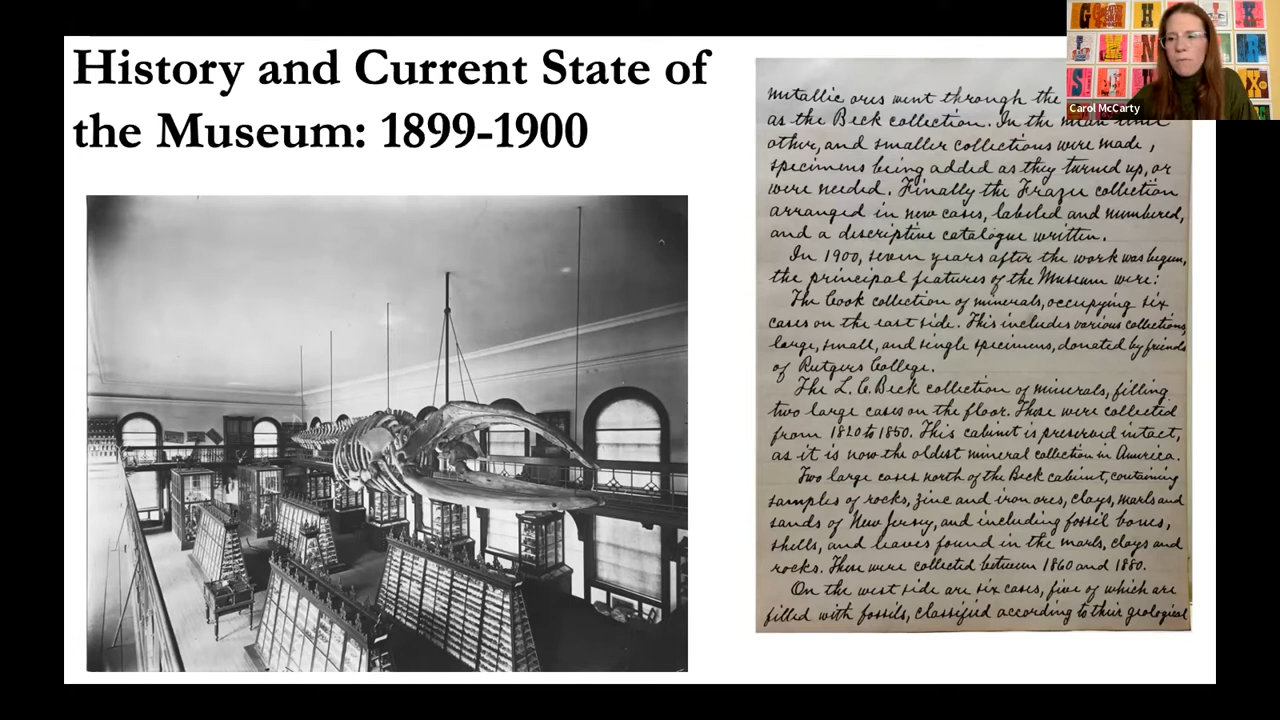 History and Current State of
the Museum: 1899-1900
Carol McCarty
metallic ores went through the
as the Beck collection. In the mean time
other, and smaller collections were made,
specimens being added as they turned up, or
were needed. Finally the Frazer collection
arranged in new cases, labeled and numbered,
and a descriptive catalogue written.
In 1900, seven years after the work was begun,
the principal features of the Museum were:
The Cook collection of minerals, occupying six
cases on the east side. This includes various collections,
large, small, and single specimens, donated by friends
of Rutgers College.
The L. C. Beck collection of minerals, filling
two large cases on the floor. These were collected
from 1820 to 1850. This cabinet is preserved intact,
as it is now the oldest mineral collection in America.
Two large cases north of the Beck cabinet, containing
samples of rocks, zinc and iron ores, clays, marls and
sands of New Jersey, and including fossil bones,
shells, and leaves found in the marls, clays and
rocks. These were collected between 1860 and 1880.
On the west side are six cases, five of which are
filled with fossils, classified according to their geological